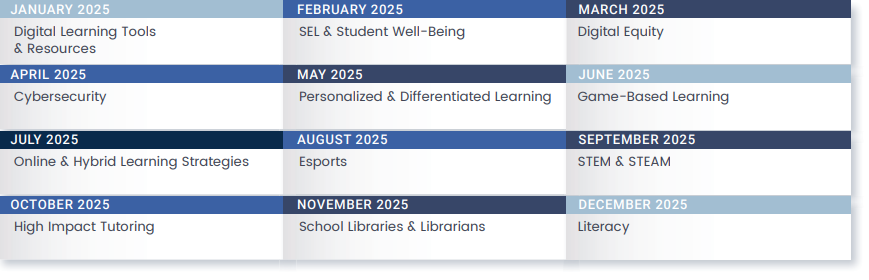 JANUARY 2025
Digital Learning Tools
& Resources
FEBRUARY 2025
SEL & Student Well-Being
MARCH 2025
Digital Equity
APRIL 2025
Cybersecurity
MAY 2025
Personalized & Differentiated Learning
JUNE 2025
Game-Based Learning
JULY 2025
Online & Hybrid Learning Strategies
AUGUST 2025
Esports
SEPTEMBER 2025
STEM & STEAM
OCTOBER 2025
High Impact Tutoring
NOVEMBER 2025
School Libraries & Librarians
DECEMBER 2025
Literacy